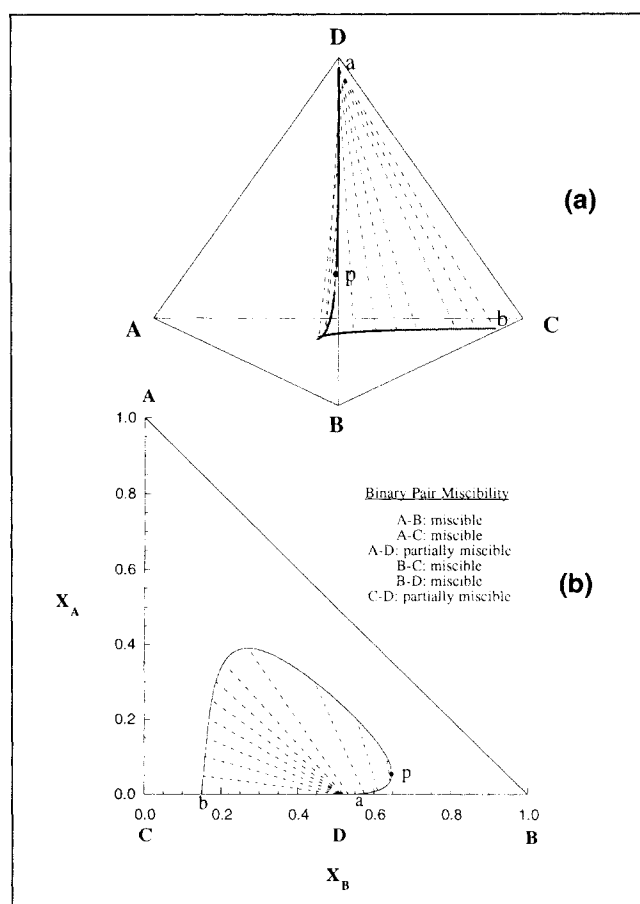 D
a
(a)
p
A
b
C
B
A
1.0
0.8
0.6
0.4
0.2
0.0
X_A
Binary Pair Miscibility
A-B: miscible
A-C: miscible
A-D: partially miscible
B-C: miscible
B-D: miscible
C-D: partially miscible
(b)
p
b
a
0.0 0.2 0.4 0.6 0.8 1.0
C D B
X_B